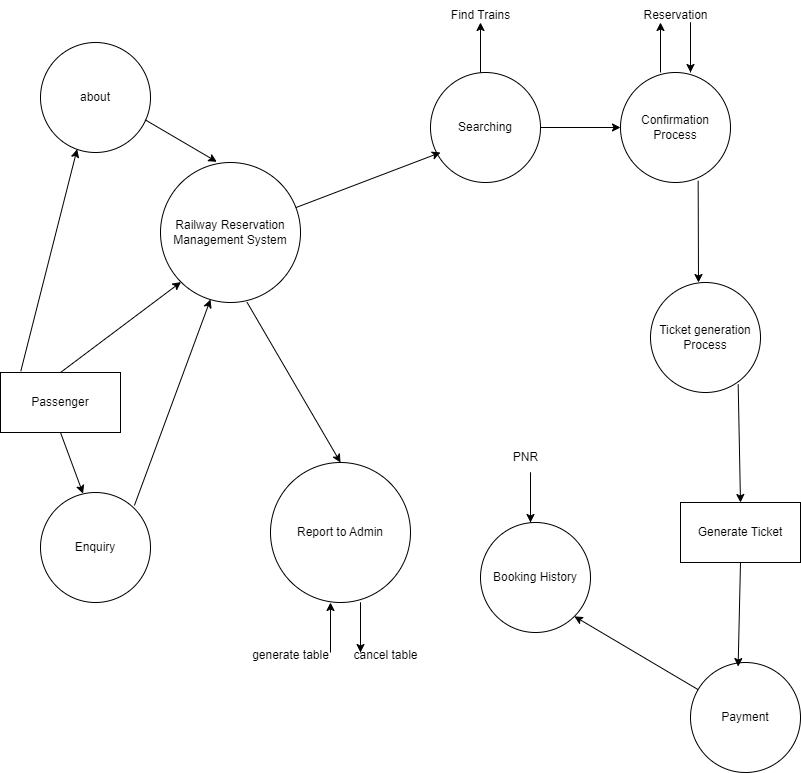 Find Trains
Reservation
about
Searching
Confirmation
Process
Railway Reservation
Management System
Ticket generation
Process
Passenger
PNR
Report to Admin
Generate Ticket
Enquiry
Booking History
generate table
cancel table
Payment